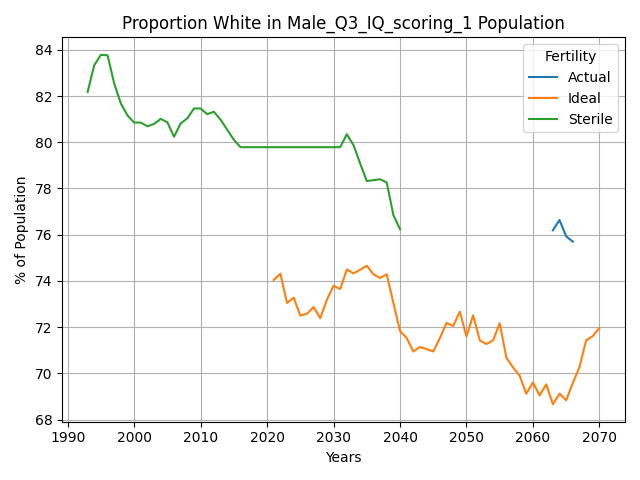 Proportion White in Male_Q3_IQ_scoring_1 Population
Fertility
Actual
Ideal
Sterile
% of Population
84
82
80
78
76
74
72
70
68
1990 2000 2010 2020 2030 2040 2050 2060 2070
Years